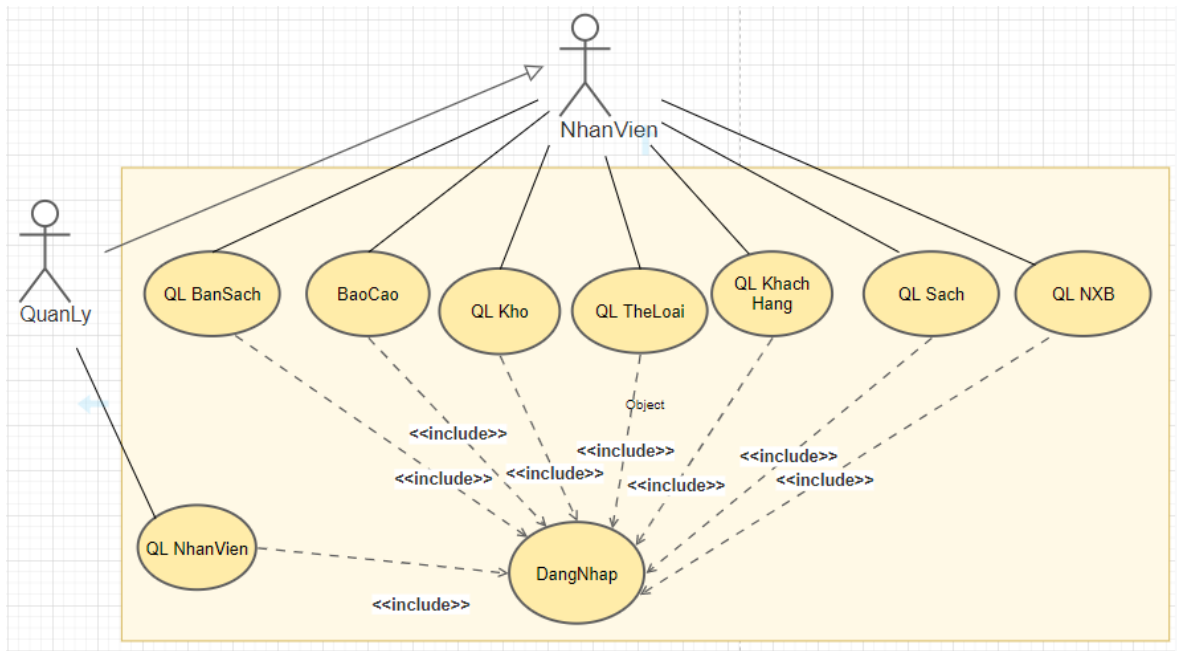 NhanVien
QuanLy
QL BanSach
BaoCao
QL Kho
QL TheLoai
QL Khach
Hang
QL Sach
QL NXB
Object
<<include>>
<<include>>
<<include>>
<<include>>
<<include>>
<<include>>
<<include>>
QL NhanVien
DangNhap
<<include>>